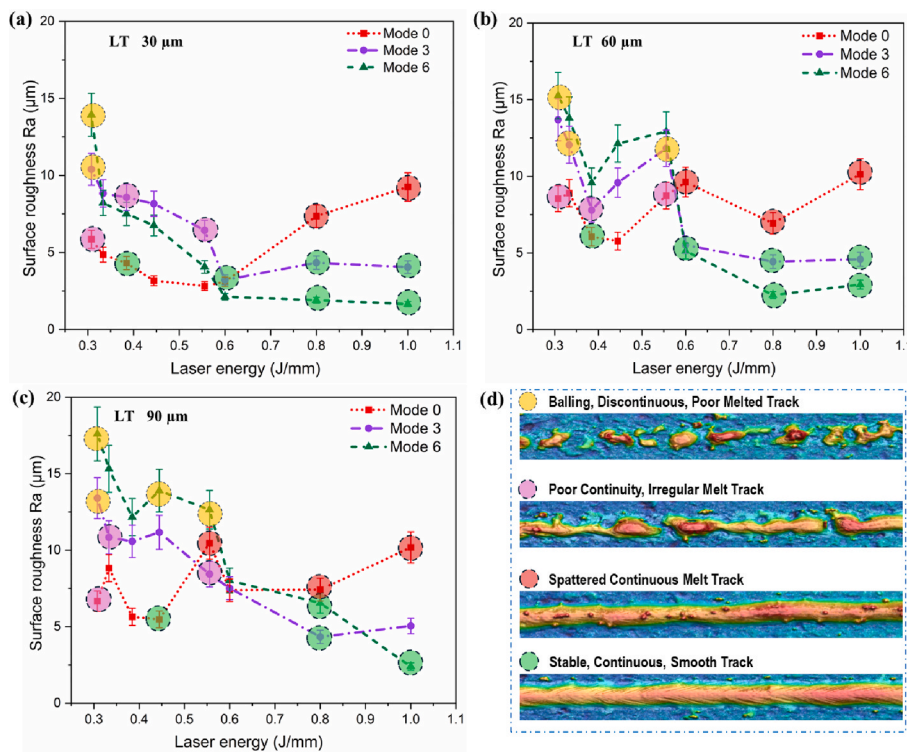 (a)
LT 30 μm
Mode 0
Mode 3
Mode 6
Surface roughness Ra (μm)
20
15
10
5
0
0.3 0.4 0.5 0.6 0.7 0.8 0.9 1.0 1.1
Laser energy (J/mm)
(b)
LT 60 μm
Mode 0
Mode 3
Mode 6
Surface roughness Ra (μm)
20
15
10
5
0
0.3 0.4 0.5 0.6 0.7 0.8 0.9 1.0 1.1
Laser energy (J/mm)
(c)
LT 90 μm
Mode 0
Mode 3
Mode 6
Surface roughness Ra (μm)
20
15
10
5
0
0.3 0.4 0.5 0.6 0.7 0.8 0.9 1.0 1.1
Laser energy (J/mm)
(d)
Balling, Discontinuous, Poor Melted Track
Poor Continuity, Irregular Melt Track
Spattered Continuous Melt Track
Stable, Continuous, Smooth Track